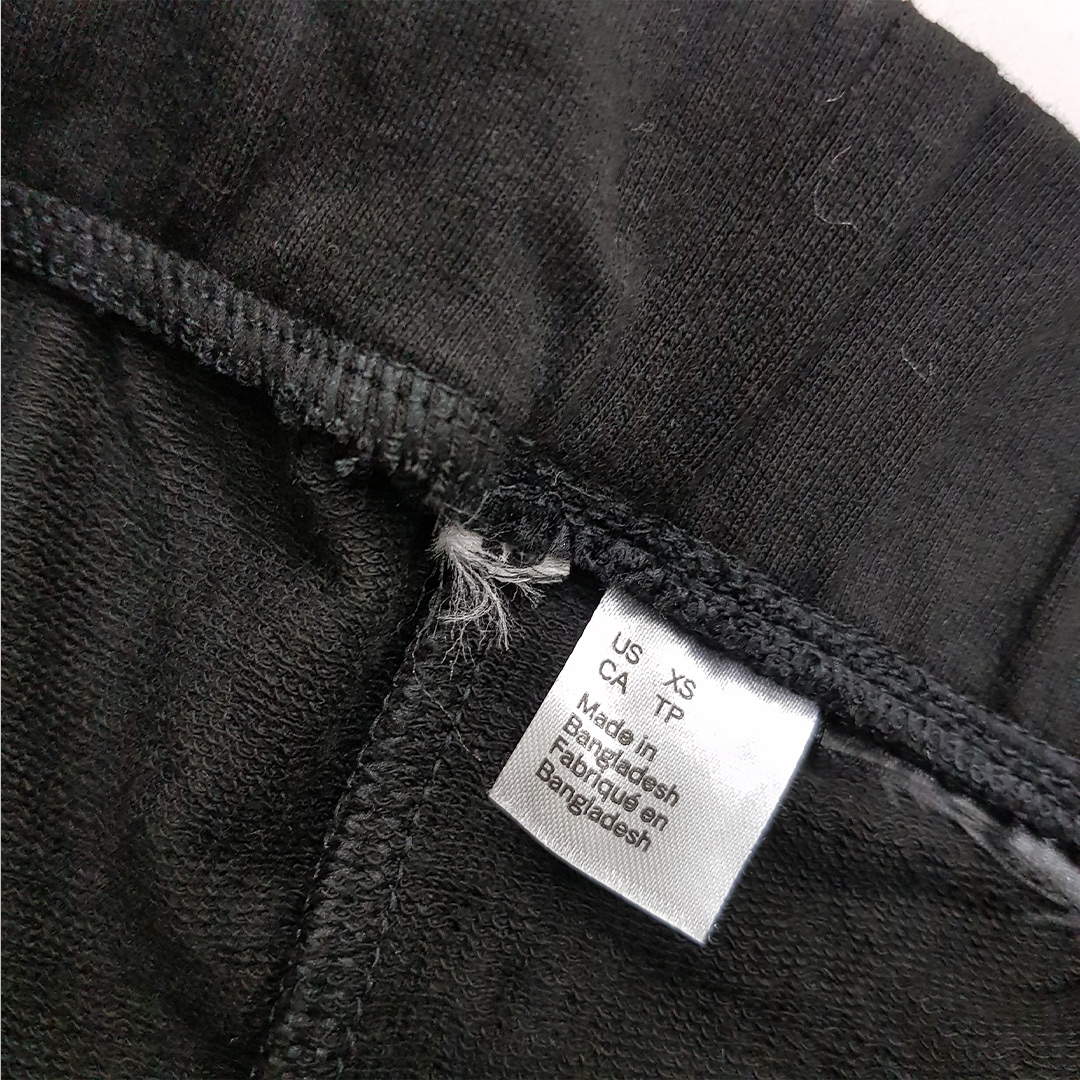 US XS
CA TP
Made in
Bangladesh
Fabriqué en
Bangladesh